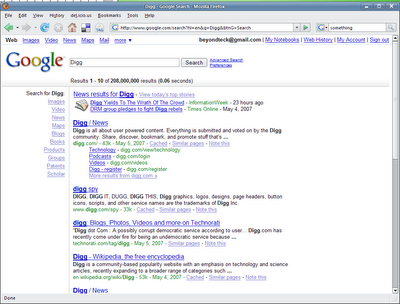 Digg - Google Search - Mozilla Firefox
File Edit View History del.icio.us Bookmarks Tools Help
http://www.google.com/search?hl=en&q=Digg&btnG=Search
something
Web Images Video News Maps Mail more ▼
beyondteck@gmail.com | My Notebooks | Web History | My Account | Sign out
Google
Digg
Search
Advanced Search
Preferences
Results 1 - 10 of 208,000,000 results (0.06 seconds)
Search for Digg:
Images
Video
News
Maps
Blogs
Books
Products
Groups
Patents
Scholar
News results for Digg - View today's top stories
Digg Yields To The Wrath Of The Crowd - InformationWeek - 23 hours ago
DRM group pledges to fight Digg rebels - Times Online - May 4, 2007
Digg / News
Digg is all about user powered content. Everything is submitted and voted on by the Digg
community. Share, discover, bookmark, and promote stuff that's ...
digg.com/ - 43k - May 5, 2007 - Cached - Similar pages - Note this
Technology - digg.com/view/technology
Podcasts - digg.com/login
Videos - digg.com/videos
Digg - register - digg.com/register
More results from digg.com »
digg spy
DIGG, DIGG IT, DUGG, DIGG THIS, Digg graphics, logos, designs, page headers, button
icons, scripts, and other service names are the trademarks of Digg Inc.
www.digg.com/spy - 33k - Cached - Similar pages - Note this
digg: Blogs, Photos, Videos and more on Technorati
"Digg dot Com : A possibly corrupt democratic service according to user... Digg.com has
recently come under fire for being an undemocratic service because ...
technorati.com/tag/digg - May 5, 2007 - Cached - Similar pages - Note this
Digg - Wikipedia, the free encyclopedia
Digg is a community-based popularity website with an emphasis on technology and science
articles, recently expanding to a broader range of categories such ...
en.wikipedia.org/wiki/Digg - 63k - Cached - Similar pages - Note this
Digg / News
Done